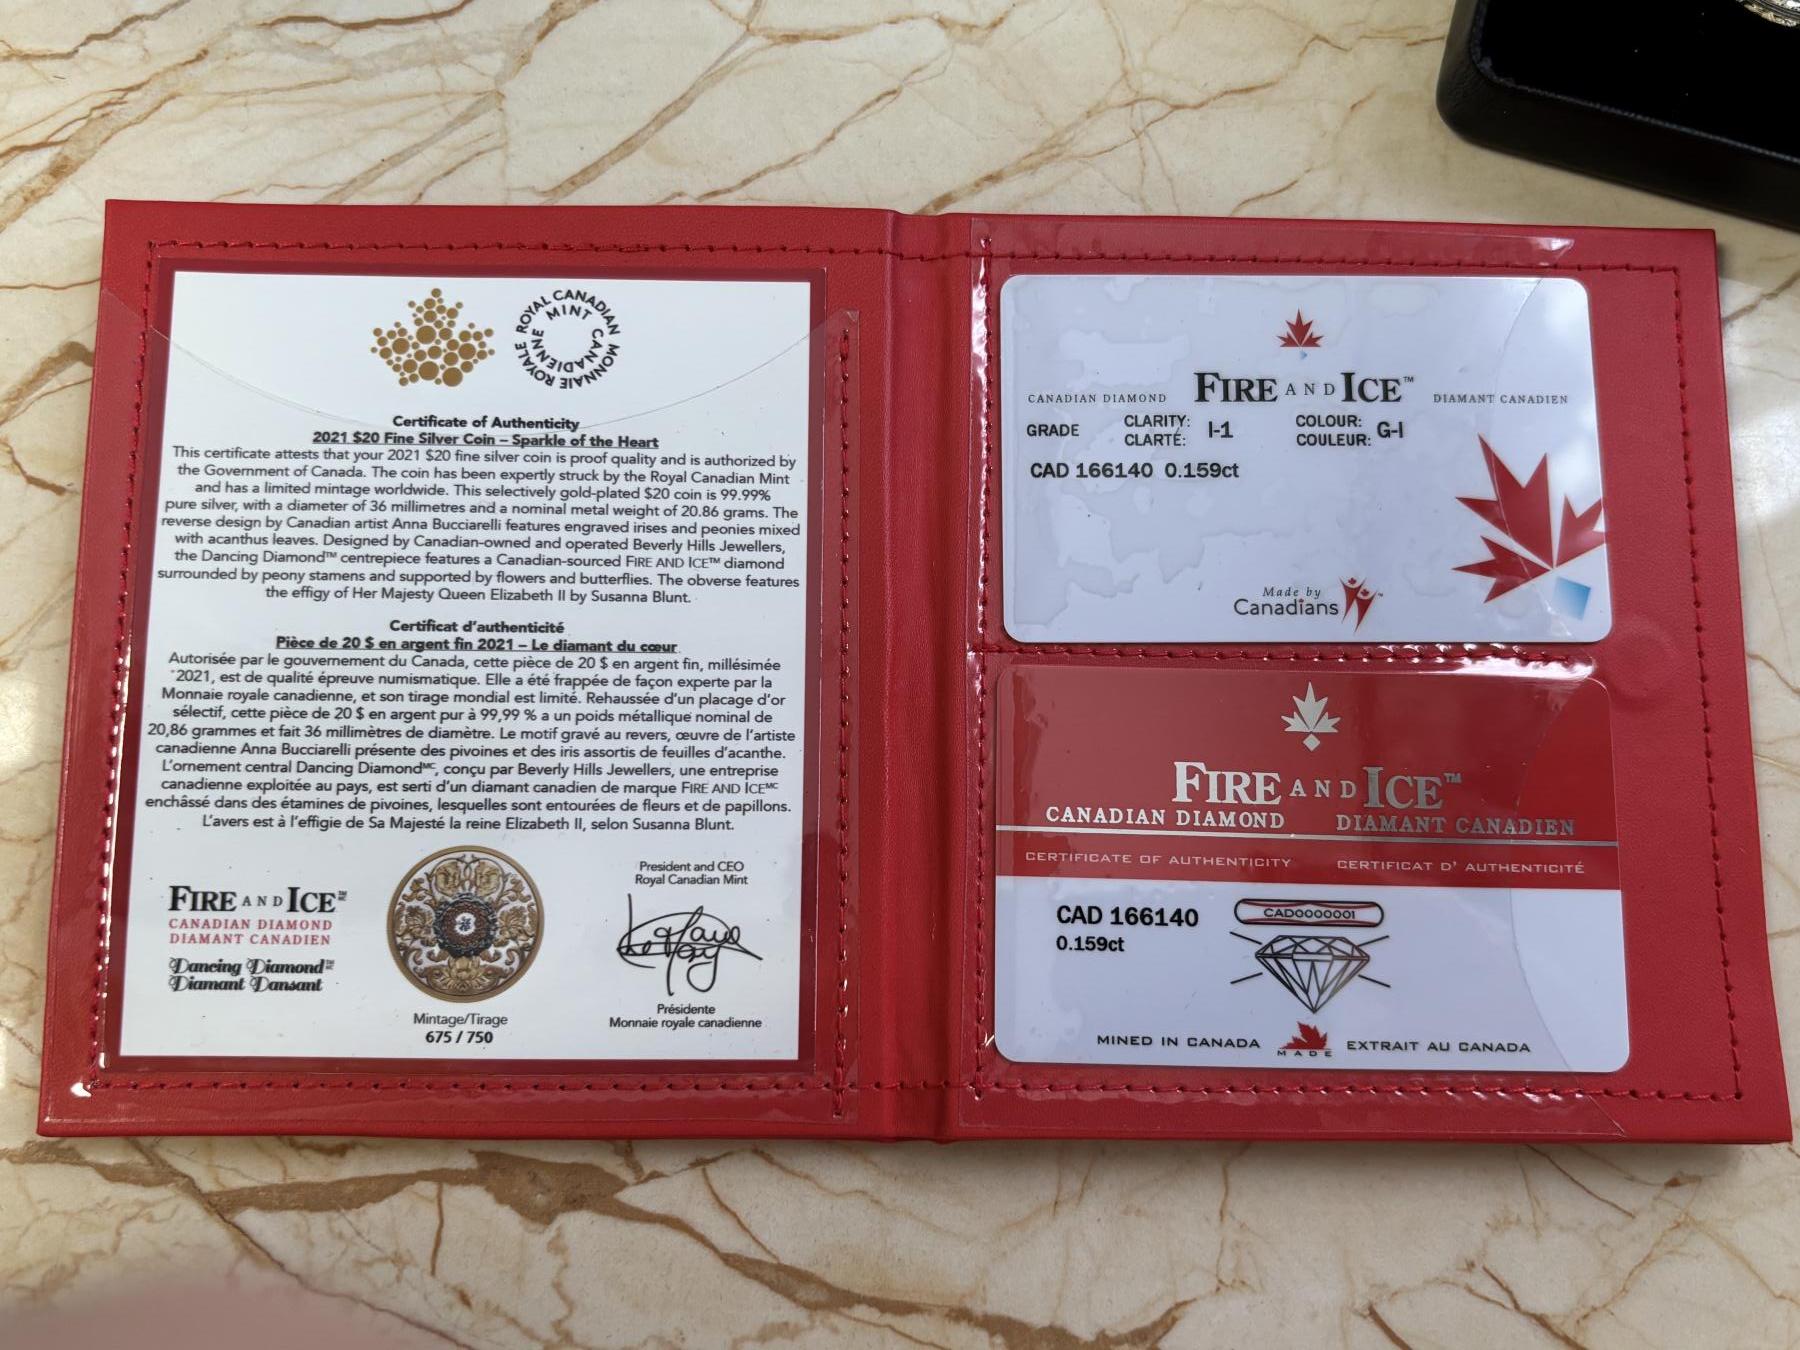 ROYAL CANADIAN MINT
MONNAIE ROYALE CANADIENNE
Certificate of Authenticity
2021 $20 Fine Silver Coin – Sparkle of the Heart
This certificate attests that your 2021 $20 fine silver coin is proof quality and is authorized by
the Government of Canada. The coin has been expertly struck by the Royal Canadian Mint
and has a limited mintage worldwide. This selectively gold-plated $20 coin is 99.99%
pure silver, with a diameter of 36 millimetres and a nominal metal weight of 20.86 grams. The
reverse design by Canadian artist Anna Bucciarelli features engraved irises and peonies mixed
with acanthus leaves. Designed by Canadian-owned and operated Beverly Hills Jewellers,
the Dancing Diamond™ centrepiece features a Canadian-sourced FIRE AND ICE™ diamond
surrounded by peony stamens and supported by flowers and butterflies. The obverse features
the effigy of Her Majesty Queen Elizabeth II by Susanna Blunt.
Certificat d'authenticité
Pièce de 20 $ en argent fin 2021 – Le diamant du cœur
Autorisée par le gouvernement du Canada, cette pièce de 20 $ en argent fin, millésimée
2021, est de qualité épreuve numismatique. Elle a été frappée de façon experte par la
Monnaie royale canadienne, et son tirage mondial est limité. Rehaussée d'un placage d'or
sélectif, cette pièce de 20 $ en argent pur à 99,99 % a un poids métallique nominal de
20,86 grammes et fait 36 millimètres de diamètre. Le motif gravé au revers, œuvre de l'artiste
canadienne Anna Bucciarelli présente des pivoines et des iris assortis de feuilles d'acanthe.
L'ornement central Dancing Diamondᴹᶜ, conçu par Beverly Hills Jewellers, une entreprise
canadienne exploitée au pays, est serti d'un diamant canadien de marque FIRE AND ICEᴹᶜ
enchâssé dans des étamines de pivoines, lesquelles sont entourées de fleurs et de papillons.
L'avers est à l'effigie de Sa Majesté la reine Elizabeth II, selon Susanna Blunt.
FIRE AND ICE™
CANADIAN DIAMOND
DIAMANT CANADIEN
Dancing Diamond™
Diamant Dansant
Mintage/Tirage
675 / 750
President and CEO
Royal Canadian Mint
Présidente
Monnaie royale canadienne
CANADIAN DIAMOND FIRE AND ICE™ DIAMANT CANADIEN
GRADE CLARITY: CLARTÉ: I-1 COLOUR: COULEUR: G-I
CAD 166140 0.159ct
Made by
Canadians
FIRE AND ICE™
CANADIAN DIAMOND DIAMANT CANADIEN
CERTIFICATE OF AUTHENTICITY CERTIFICAT D' AUTHENTICITÉ
CAD 166140
0.159ct
CAD0000001
MINED IN CANADA MADE EXTRAIT AU CANADA